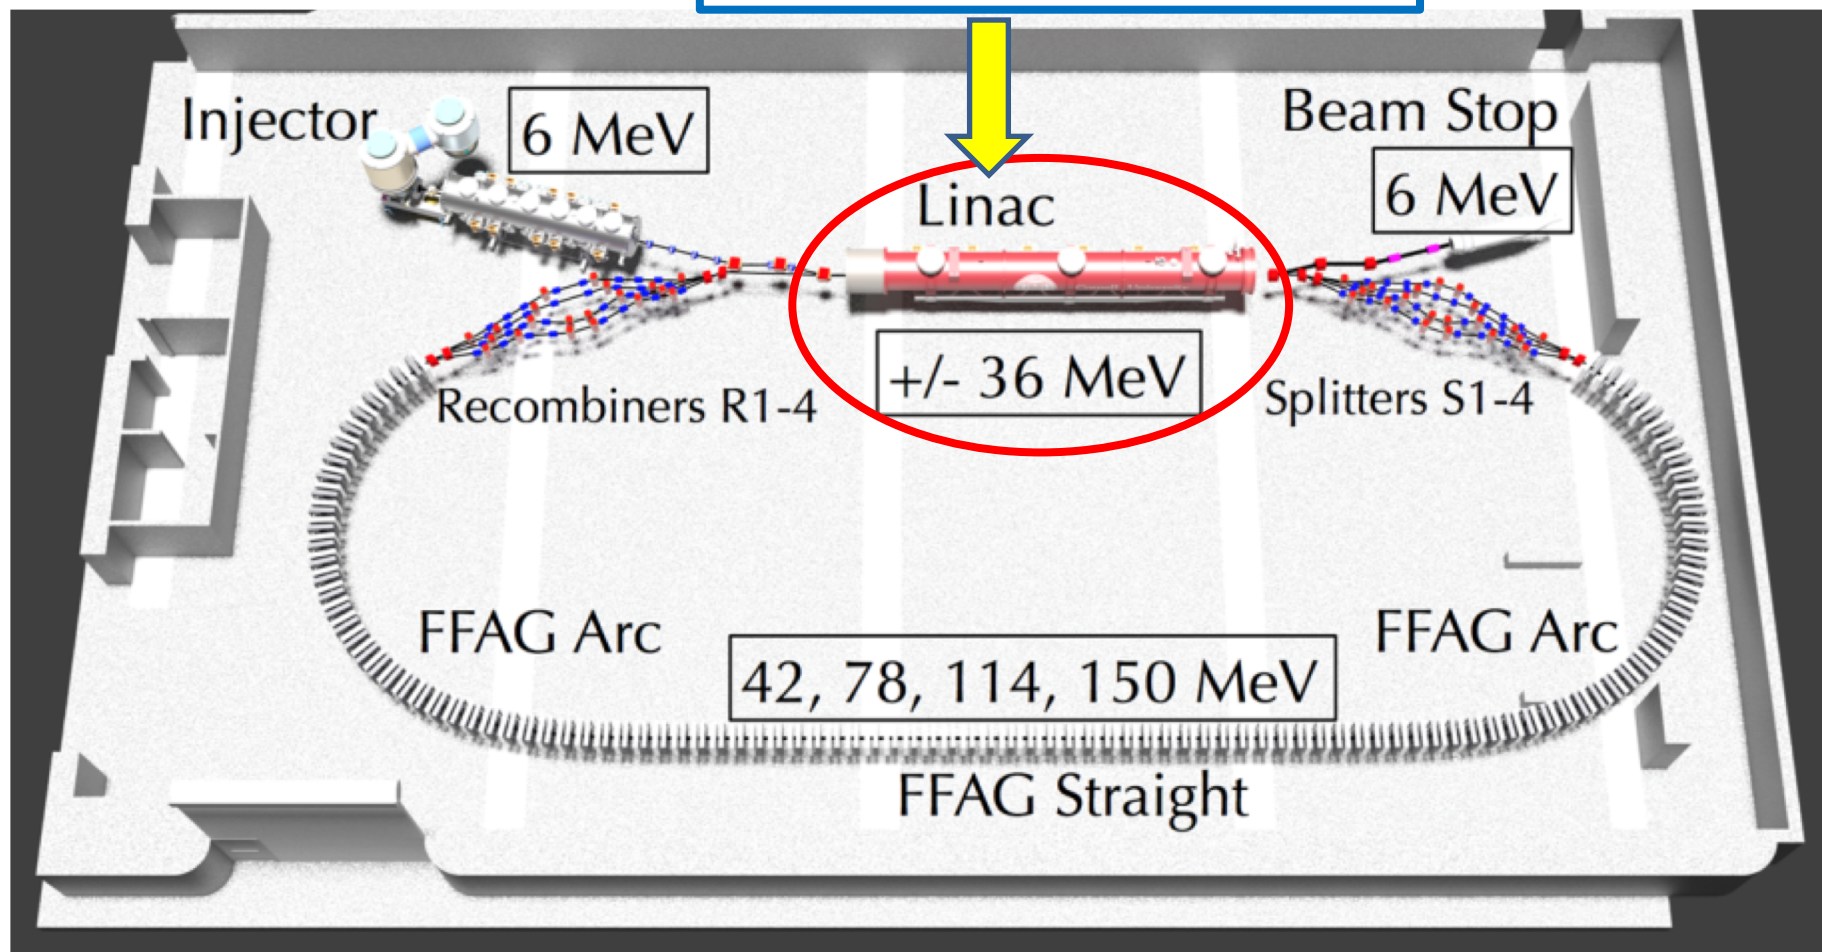 Injector
6 MeV
Beam Stop
6 MeV
Linac
+/- 36 MeV
Recombiners R1-4
Splitters S1-4
FFAG Arc
FFAG Arc
42, 78, 114, 150 MeV
FFAG Straight